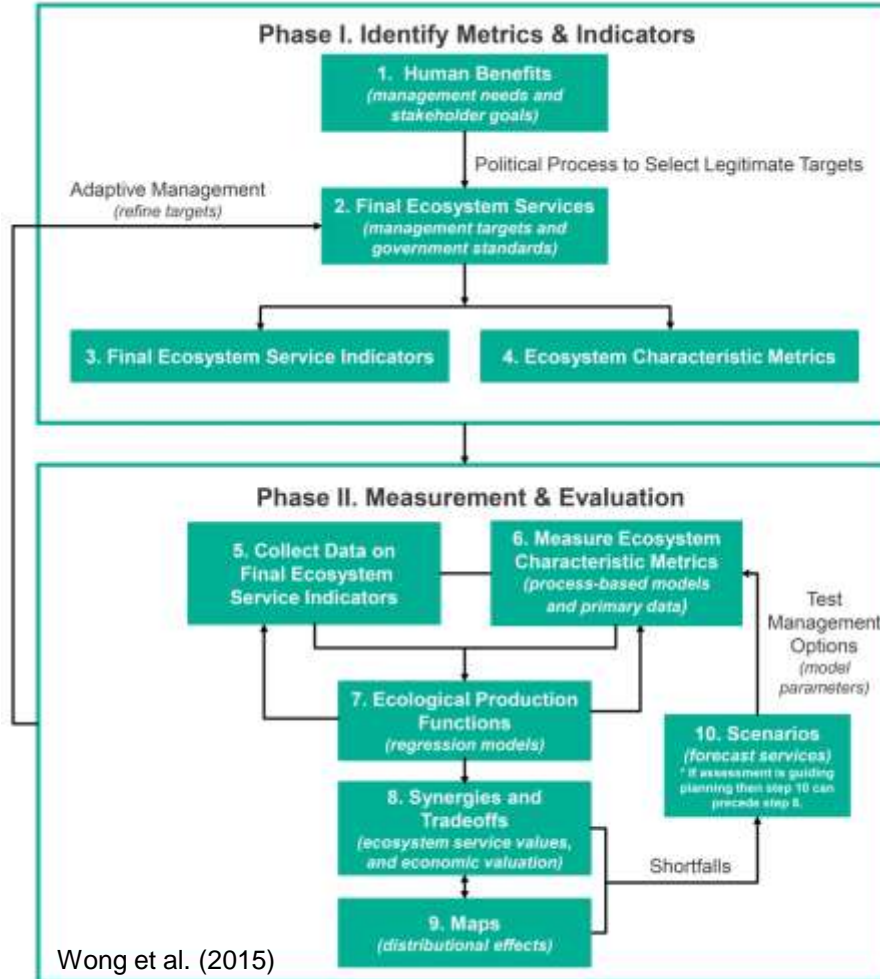 Phase I. Identify Metrics & Indicators
1. Human Benefits
(management needs and
stakeholder goals)
Political Process to Select Legitimate Targets
Adaptive Management
(refine targets)
2. Final Ecosystem Services
(management targets and
government standards)
3. Final Ecosystem Service Indicators
4. Ecosystem Characteristic Metrics
Phase II. Measurement & Evaluation
5. Collect Data on
Final Ecosystem
Service Indicators
6. Measure Ecosystem
Characteristic Metrics
(process-based models
and primary data)
Test
Management
Options
(model
parameters)
7. Ecological Production
Functions
(regression models)
10. Scenarios
(forecast services)
* If assessment is guiding
planning then step 10 can
precede step 8.
8. Synergies and
Tradeoffs
(ecosystem service values,
and economic valuation)
Shortfalls
9. Maps
(distributional effects)
Wong et al. (2015)